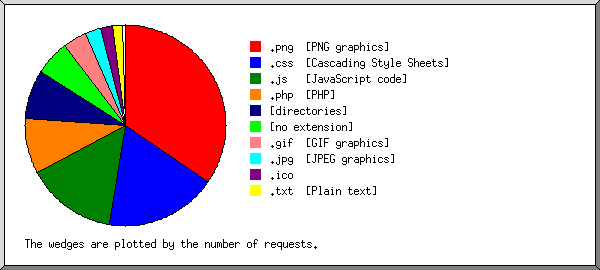 .png [PNG graphics]
.css [Cascading Style Sheets]
.js [JavaScript code]
.php [PHP]
[directories]
[no extension]
.gif [GIF graphics]
.jpg [JPEG graphics]
.ico
.txt [Plain text]
The wedges are plotted by the number of requests.